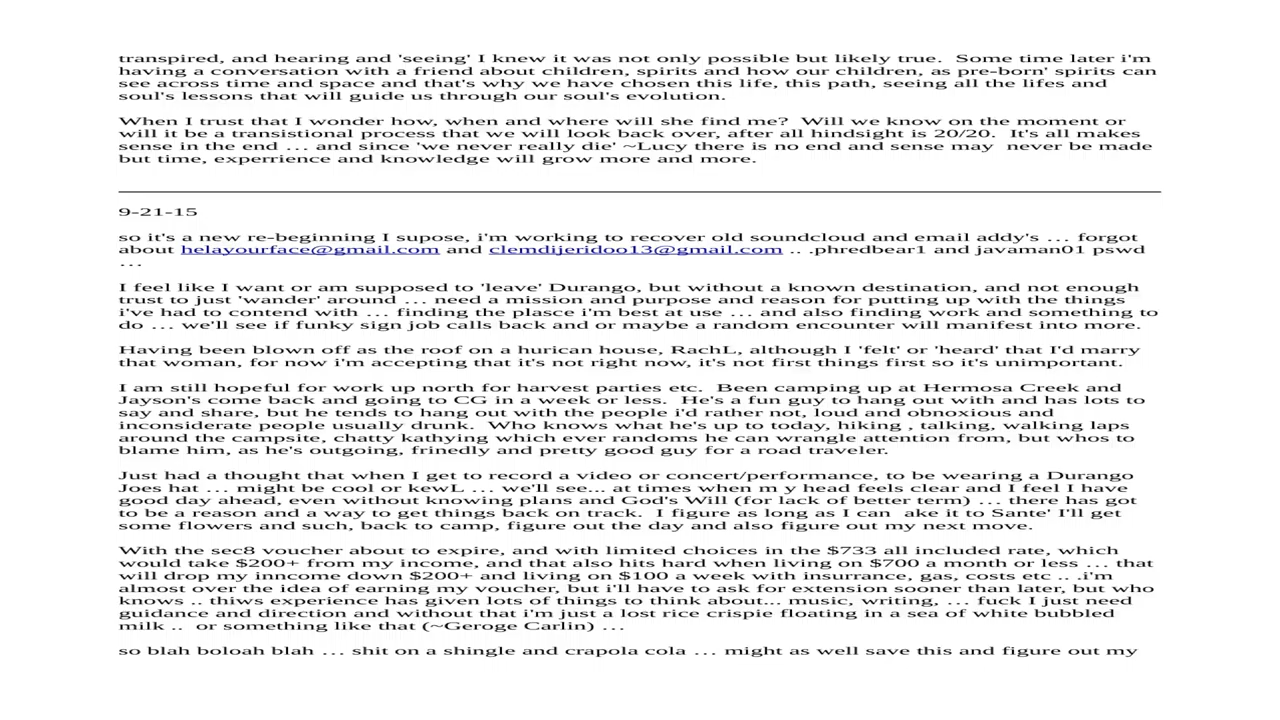 transpired, and hearing and 'seeing' I knew it was not only possible but likely true.  Some time later i'm
having a conversation with a friend about children, spirits and how our children, as pre-born' spirits can
see across time and space and that's why we have chosen this life, this path, seeing all the lifes and
soul's lessons that will guide us through our soul's evolution.
When I trust that I wonder how, when and where will she find me?  Will we know on the moment or
will it be a transistional process that we will look back over, after all hindsight is 20/20.  It's all makes
sense in the end ... and since 'we never really die' ~Lucy there is no end and sense may  never be made
but time, experrience and knowledge will grow more and more.
9-21-15
so it's a new re-beginning I supose, i'm working to recover old soundcloud and email addy's ... forgot
about helayourface@gmail.com and clemdijeridoo13@gmail.com .. .phredbear1 and javaman01 pswd
...
I feel like I want or am supposed to 'leave' Durango, but without a known destination, and not enough
trust to just 'wander' around ... need a mission and purpose and reason for putting up with the things
i've had to contend with ... finding the plasce i'm best at use ... and also finding work and something to
do ... we'll see if funky sign job calls back and or maybe a random encounter will manifest into more.
Having been blown off as the roof on a hurican house, RachL, although I 'felt' or 'heard' that I'd marry
that woman, for now i'm accepting that it's not right now, it's not first things first so it's unimportant.
I am still hopeful for work up north for harvest parties etc.  Been camping up at Hermosa Creek and
Jayson's come back and going to CG in a week or less.  He's a fun guy to hang out with and has lots to
say and share, but he tends to hang out with the people i'd rather not, loud and obnoxious and
inconsiderate people usually drunk.  Who knows what he's up to today, hiking , talking, walking laps
around the campsite, chatty kathying which ever randoms he can wrangle attention from, but whos to
blame him, as he's outgoing, frinedly and pretty good guy for a road traveler.
Just had a thought that when I get to record a video or concert/performance, to be wearing a Durango
Joes hat ... might be cool or kewL ... we'll see... at times when m y head feels clear and I feel I have
good day ahead, even without knowing plans and God's Will (for lack of better term) ... there has got
to be a reason and a way to get things back on track.  I figure as long as I can  ake it to Sante' I'll get
some flowers and such, back to camp, figure out the day and also figure out my next move.
With the sec8 voucher about to expire, and with limited choices in the $733 all included rate, which
would take $200+ from my income, and that also hits hard when living on $700 a month or less ... that
will drop my inncome down $200+ and living on $100 a week with insurrance, gas, costs etc .. .i'm
almost over the idea of earning my voucher, but i'll have to ask for extension sooner than later, but who
knows .. thiws experience has given lots of things to think about... music, writing, ... fuck I just need
guidance and direction and without that i'm just a lost rice crispie floating in a sea of white bubbled
milk ..  or something like that (~Geroge Carlin) ...
so blah boloah blah ... shit on a shingle and crapola cola ... might as well save this and figure out my